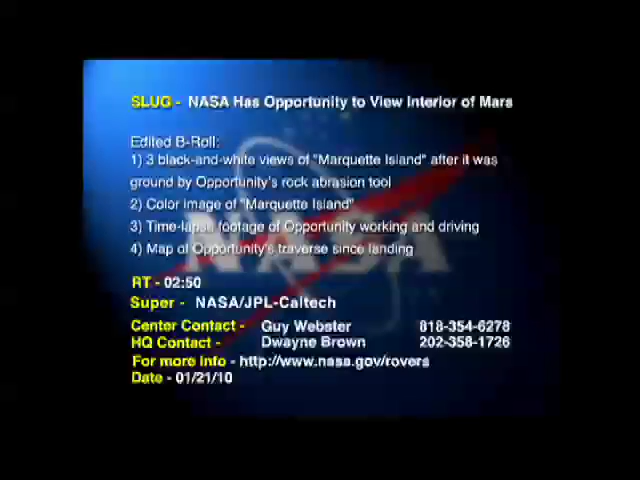 SLUG - NASA Has Opportunity to View Interior of Mars
Edited B-Roll:
1) 3 black-and-white views of "Marquette Island" after it was
ground by Opportunity's rock abrasion tool
2) Color image of "Marquette Island"
3) Time-lapse footage of Opportunity working and driving
4) Map of Opportunity's traverse since landing
NASA
RT - 02:50
Super - NASA/JPL-Caltech
Center Contact - Guy Webster 818-354-6278
HQ Contact - Dwayne Brown 202-358-1726
For more info - http://www.nasa.gov/rovers
Date - 01/21/10